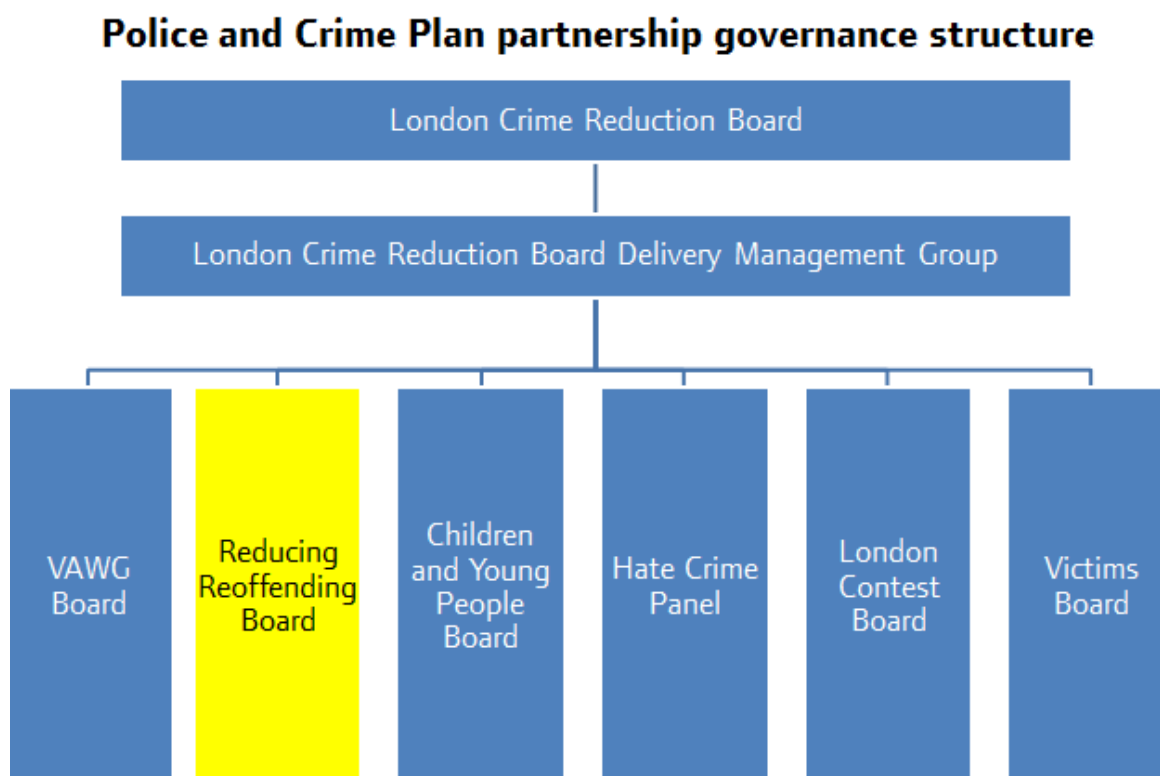 Police and Crime Plan partnership governance structure
London Crime Reduction Board
London Crime Reduction Board Delivery Management Group
VAWG
Board
Reducing
Reoffending
Board
Children
and Young
People
Board
Hate Crime
Panel
London
Contest
Board
Victims
Board